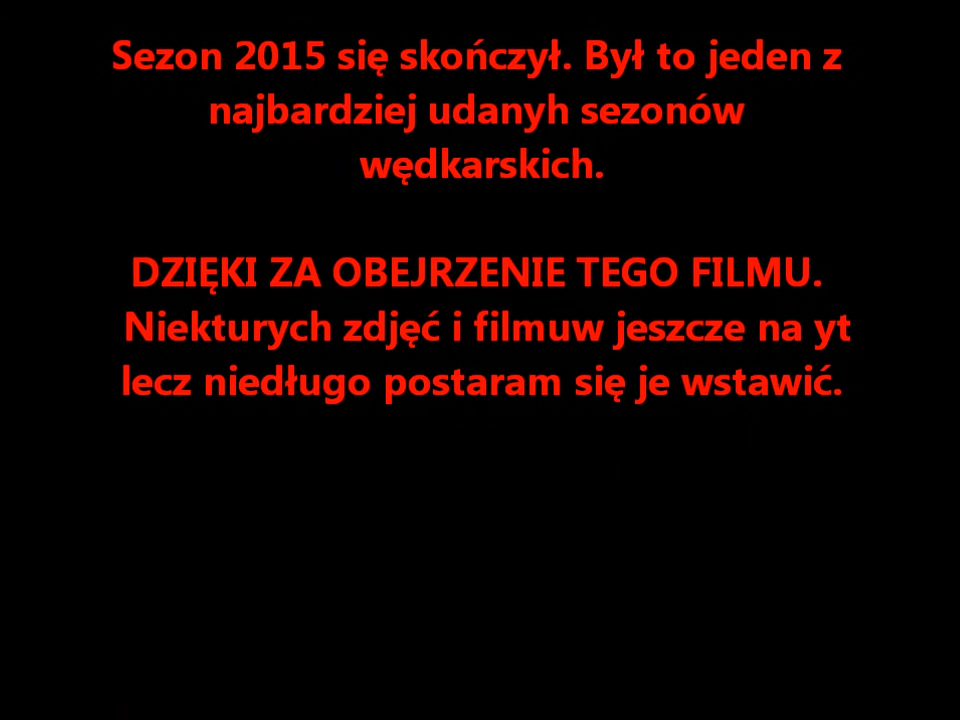 Sezon 2015 się skończył. Był to jeden z
najbardziej udanyh sezonów
wędkarskich.
DZIĘKI ZA OBEJRZENIE TEGO FILMU.
Niekturych zdjęć i filmuw jeszcze na yt
lecz niedługo postaram się je wstawić.